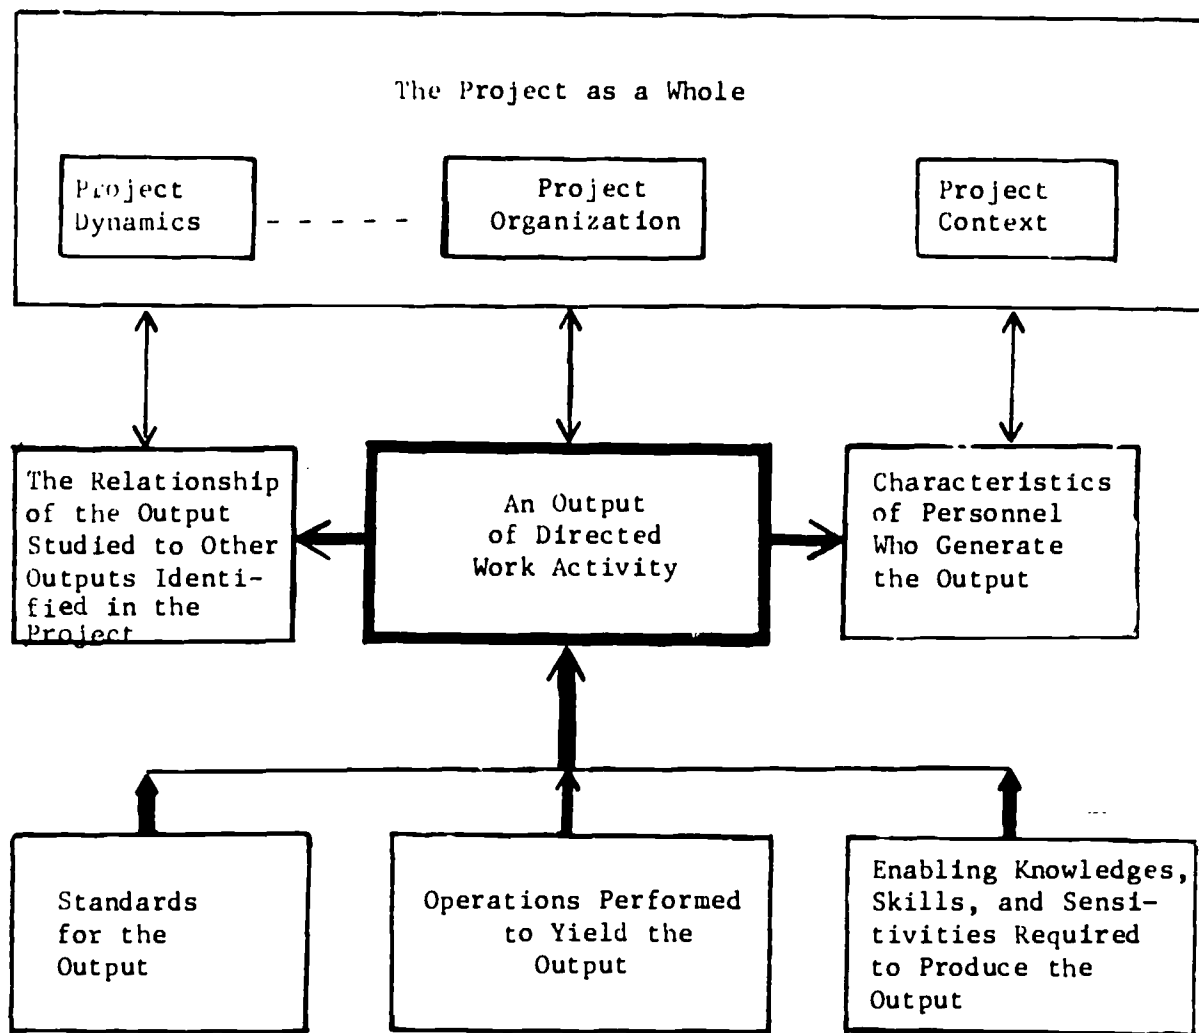 The Project as a Whole
Project
Dynamics
Project
Organization
Project
Context
The Relationship
of the Output
Studied to Other
Outputs Identi-
fied in the
Project
An Output
of Directed
Work Activity
Characteristics
of Personnel
Who Generate
the Output
Standards
for the
Output
Operations Performed
to Yield the
Output
Enabling Knowledges,
Skills, and Sensi-
tivities Required
to Produce the
Output